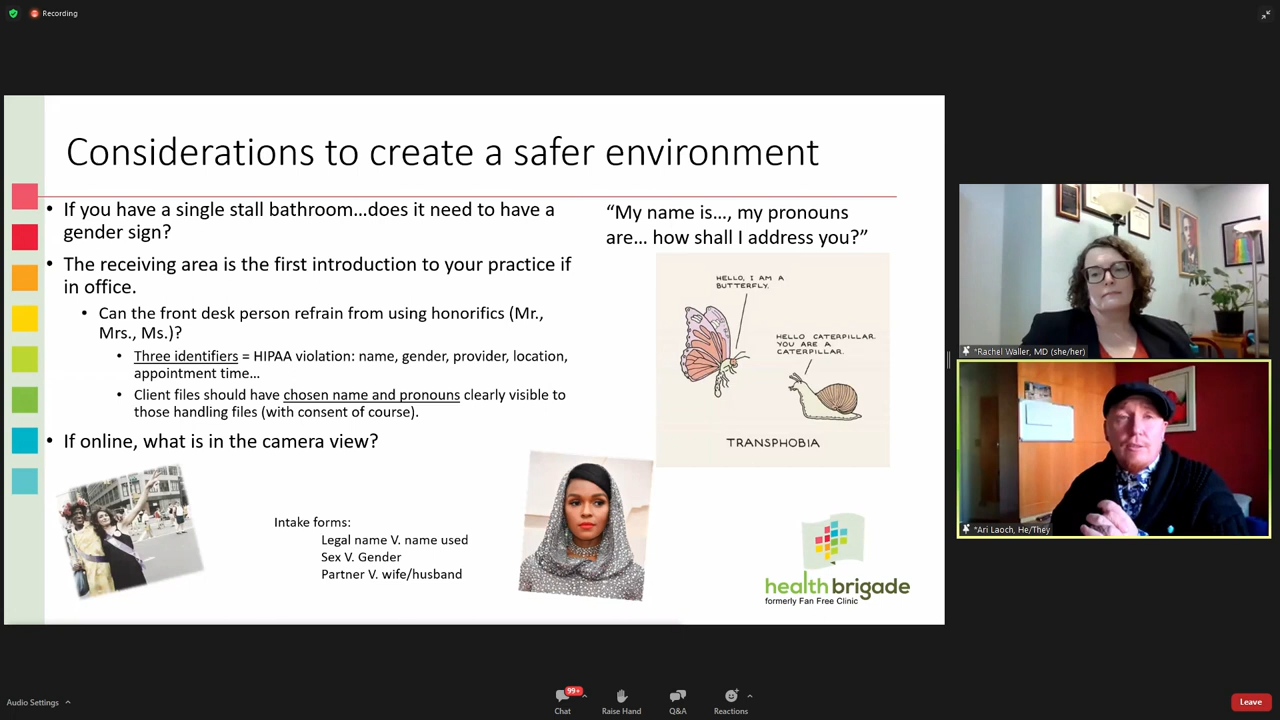 Recording
Considerations to create a safer environment
• If you have a single stall bathroom…does it need to have a
gender sign?
• The receiving area is the first introduction to your practice if
in office.
• Can the front desk person refrain from using honorifics (Mr.,
Mrs., Ms.)?
• Three identifiers = HIPAA violation: name, gender, provider, location,
appointment time…
• Client files should have chosen name and pronouns clearly visible to
those handling files (with consent of course).
• If online, what is in the camera view?
“My name is…, my pronouns
are… how shall I address you?”
HELLO, I AM A
BUTTERFLY.
HELLO CATERPILLAR.
YOU ARE A
CATERPILLAR.
TRANSPHOBIA
Intake forms:
Legal name V. name used
Sex V. Gender
Partner V. wife/husband
health brigade
formerly Fan Free Clinic
*Rachel Waller, MD (she/her)
*Ari Laoch, He/They
Audio Settings
99+
Chat
Raise Hand
Q&A
Reactions
Leave